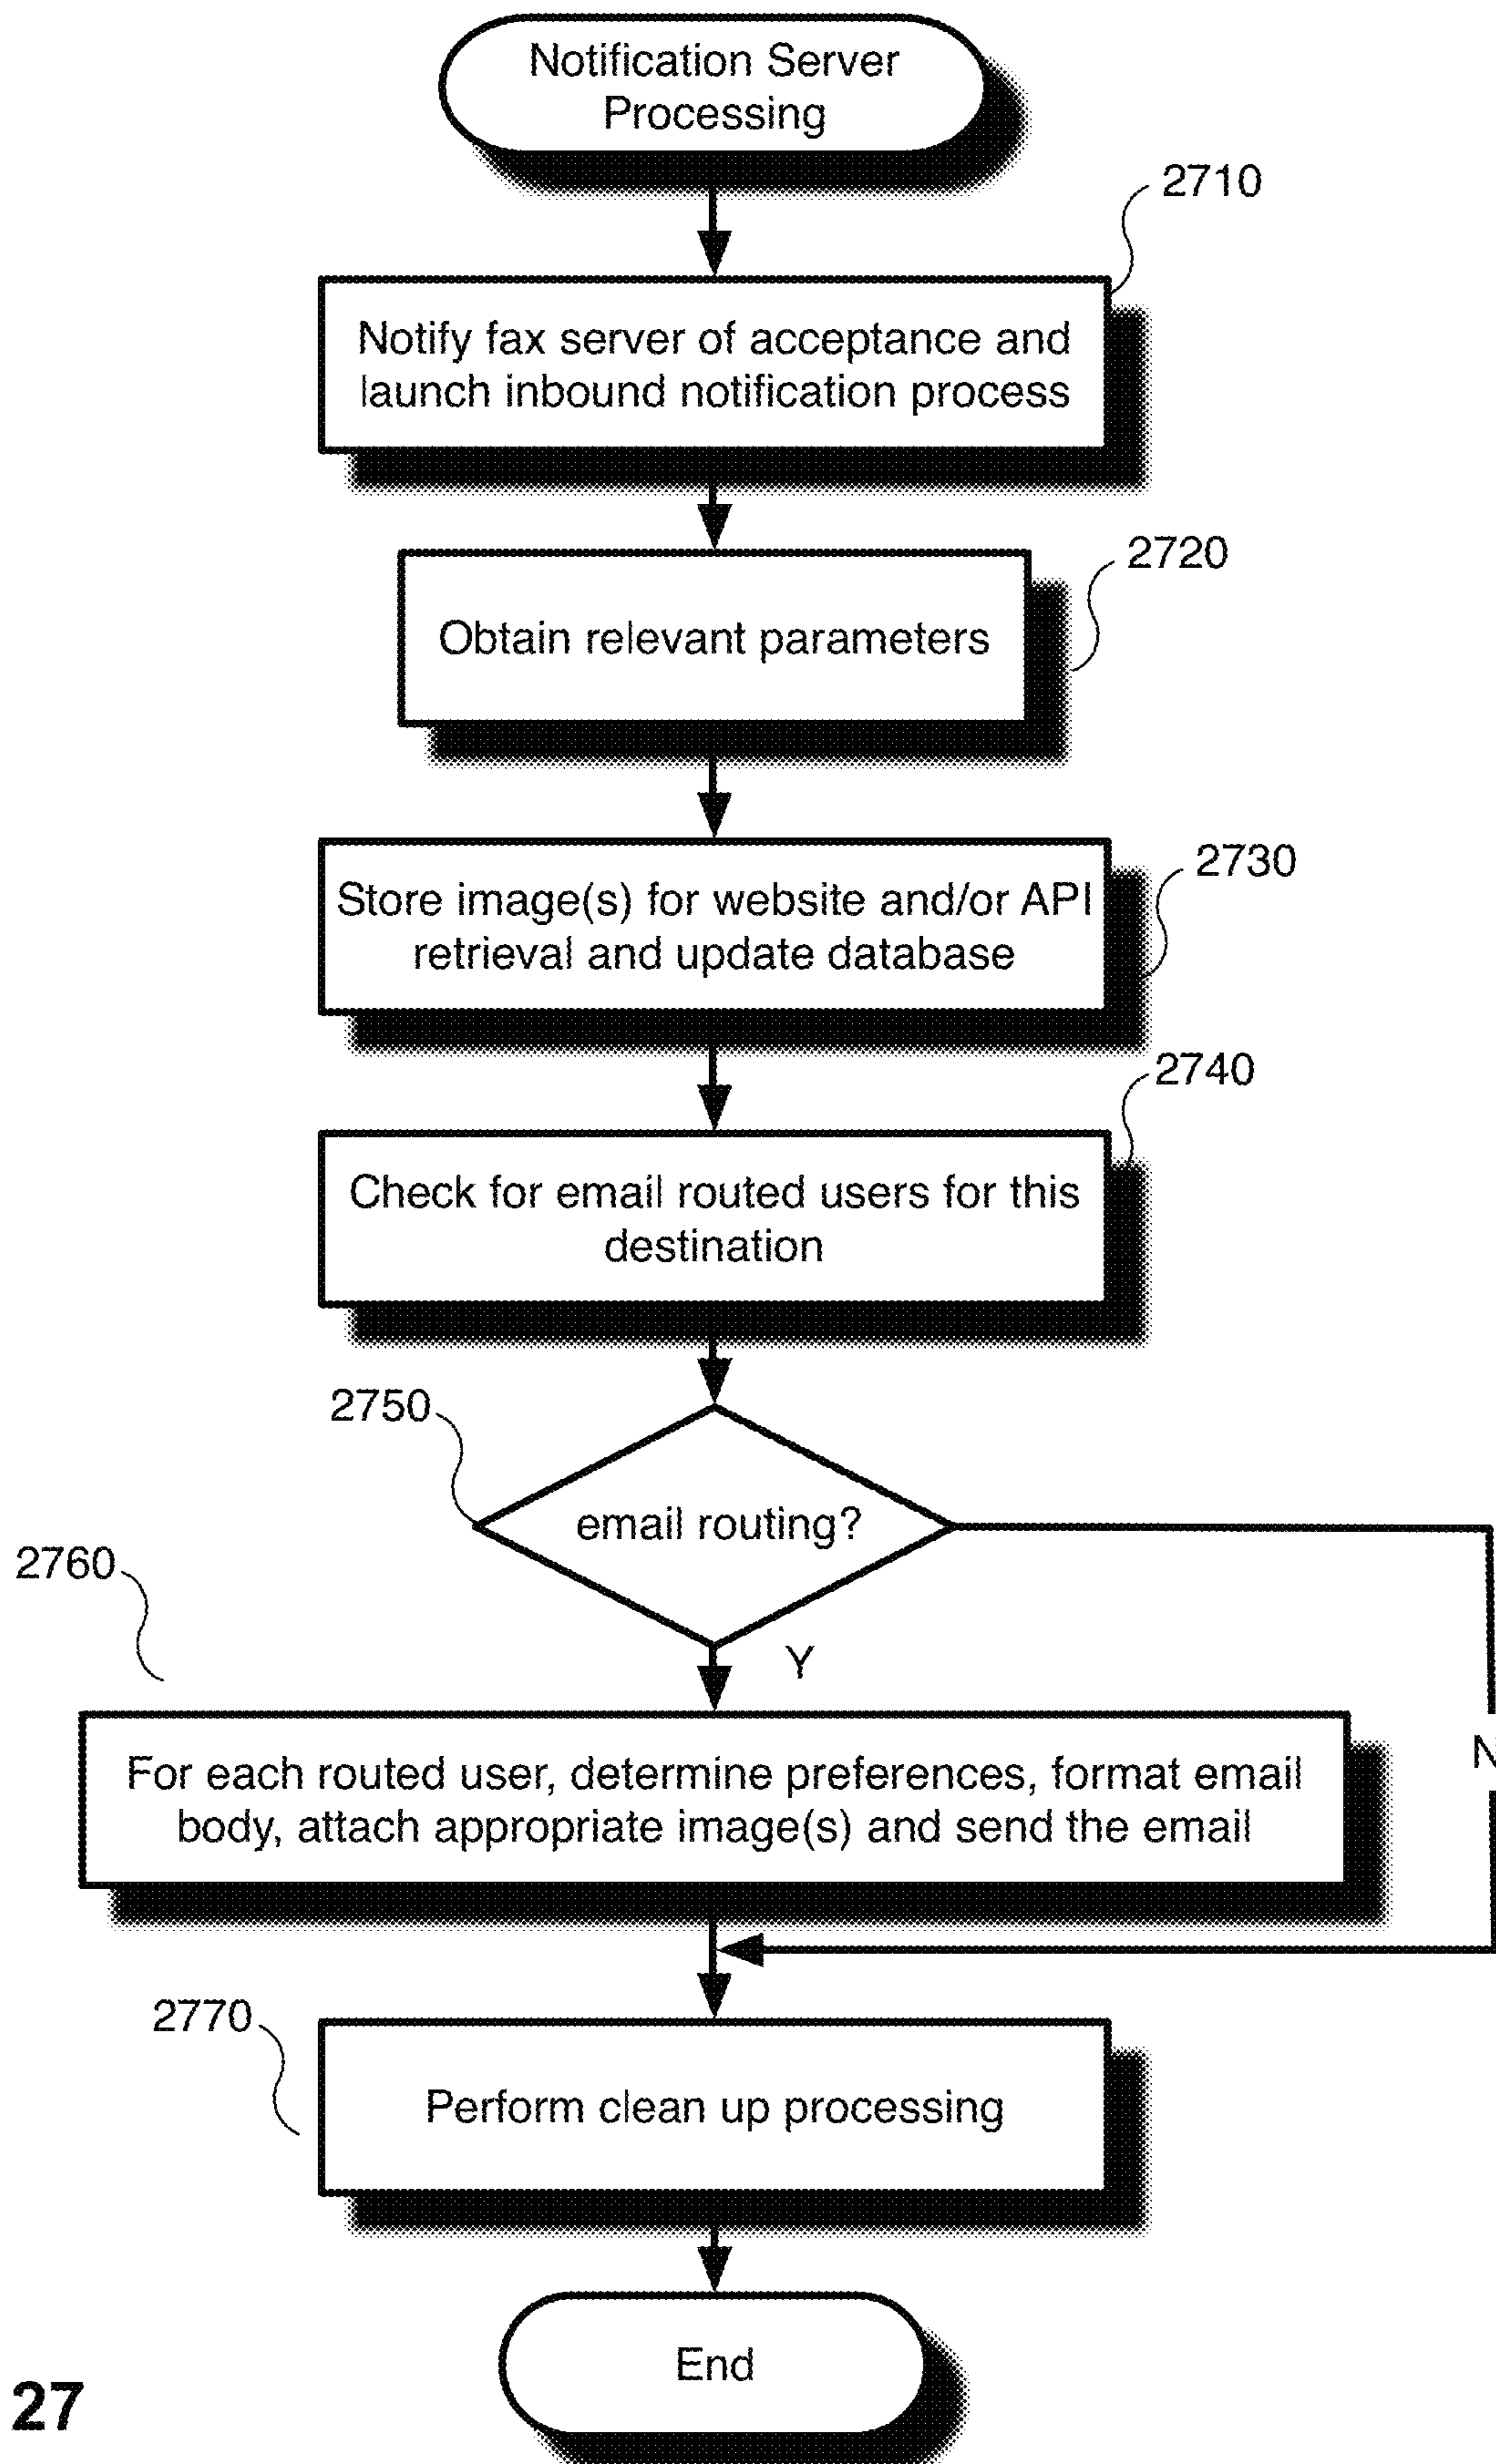 Notification Server
Processing
2710
Notify fax server of acceptance and
launch inbound notification process
2720
Obtain relevant parameters
2730
Store image(s) for website and/or API
retrieval and update database
2740
Check for email routed users for this
destination
2750
email routing?
2760
Y
N
For each routed user, determine preferences, format email
body, attach appropriate image(s) and send the email
2770
Perform clean up processing
End
27